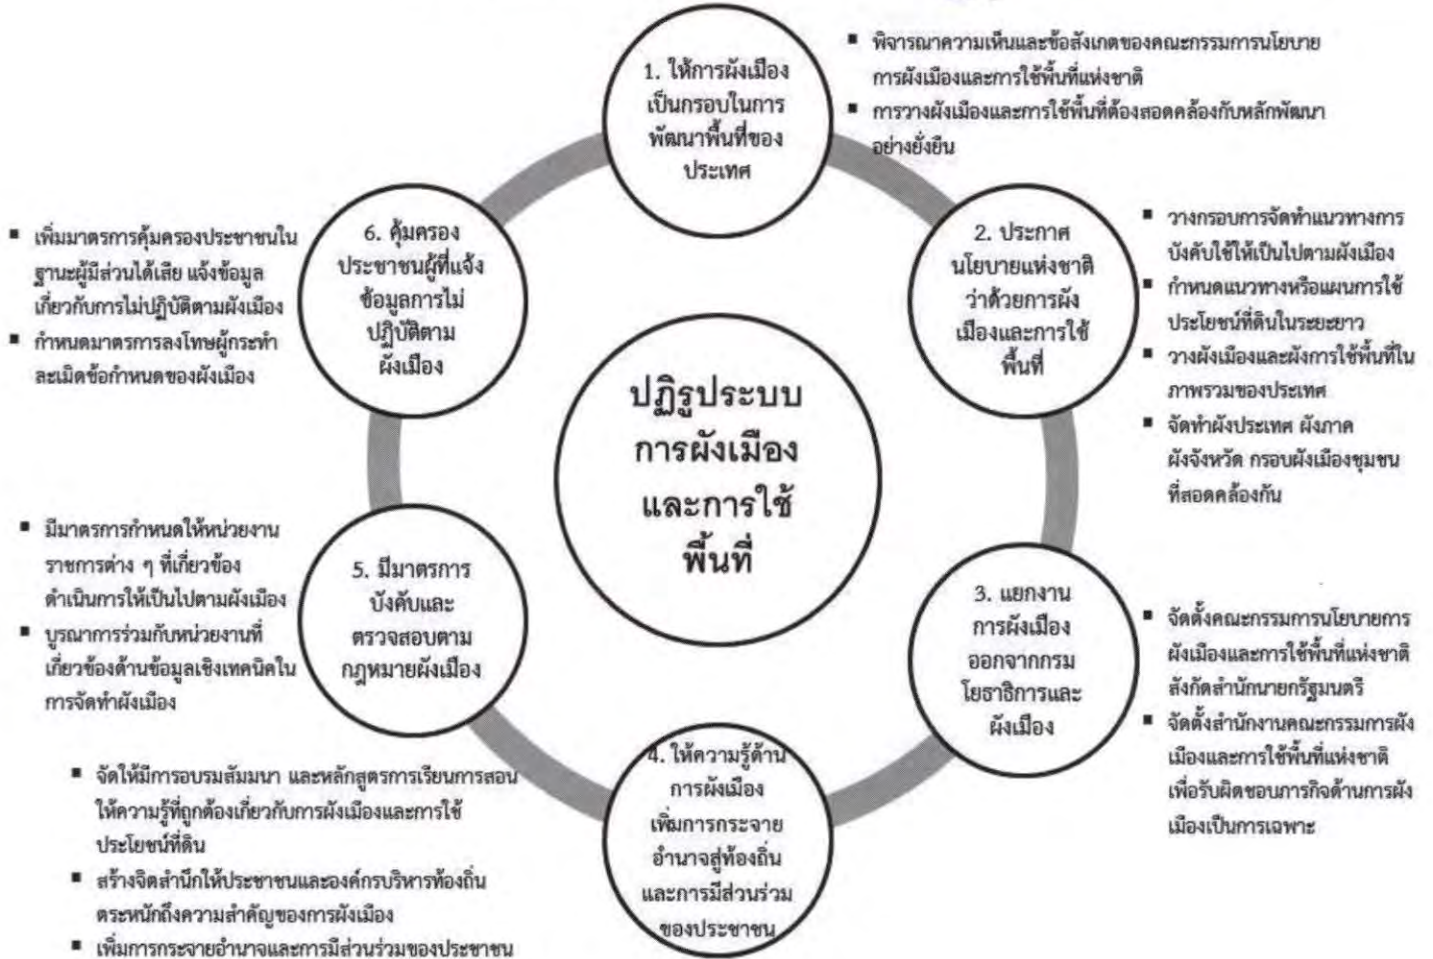 1. ให้การผังเมือง
เป็นกรอบในการ
พัฒนาพื้นที่ของ
ประเทศ
▪ พิจารณาความเห็นและข้อสังเกตของคณะกรรมการนโยบาย
การผังเมืองและการใช้พื้นที่แห่งชาติ
▪ การวางผังเมืองและการใช้พื้นที่ต้องสอดคล้องกับหลักพัฒนา
อย่างยั่งยืน
2. ประกาศ
นโยบายแห่งชาติ
ว่าด้วยการผัง
เมืองและการใช้
พื้นที่
▪ วางกรอบการจัดทำแนวทางการ
บังคับใช้ให้เป็นไปตามผังเมือง
▪ กำหนดแนวทางหรือแผนการใช้
ประโยชน์ที่ดินในระยะยาว
▪ วางผังเมืองและผังการใช้พื้นที่ใน
ภาพรวมของประเทศ
▪ จัดทำผังประเทศ ผังภาค
ผังจังหวัด กรอบผังเมืองชุมชน
ที่สอดคล้องกัน
3. แยกงาน
การผังเมือง
ออกจากกรม
โยธาธิการและ
ผังเมือง
▪ จัดตั้งคณะกรรมการนโยบายการ
ผังเมืองและการใช้พื้นที่แห่งชาติ
สังกัดสำนักนายกรัฐมนตรี
▪ จัดตั้งสำนักงานคณะกรรมการผัง
เมืองและการใช้พื้นที่แห่งชาติ
เพื่อรับผิดชอบภารกิจด้านการผัง
เมืองเป็นการเฉพาะ
4. ให้ความรู้ด้าน
การผังเมือง
เพิ่มการกระจาย
อำนาจสู่ท้องถิ่น
และการมีส่วนร่วม
ของประชาชน
▪ จัดให้มีการอบรมสัมมนา และหลักสูตรการเรียนการสอน
ให้ความรู้ที่ถูกต้องเกี่ยวกับการผังเมืองและการใช้
ประโยชน์ที่ดิน
▪ สร้างจิตสำนึกให้ประชาชนและองค์กรบริหารท้องถิ่น
ตระหนักถึงความสำคัญของการผังเมือง
▪ เพิ่มการกระจายอำนาจและการมีส่วนร่วมของประชาชน
5. มีมาตรการ
บังคับและ
ตรวจสอบตาม
กฎหมายผังเมือง
▪ มีมาตรการกำหนดให้หน่วยงาน
ราชการต่าง ๆ ที่เกี่ยวข้อง
ดำเนินการให้เป็นไปตามผังเมือง
▪ บูรณาการร่วมกับหน่วยงานที่
เกี่ยวข้องด้านข้อมูลเชิงเทคนิคใน
การจัดทำผังเมือง
6. คุ้มครอง
ประชาชนผู้ที่แจ้ง
ข้อมูลการไม่
ปฏิบัติตาม
ผังเมือง
▪ เพิ่มมาตรการคุ้มครองประชาชนใน
ฐานะผู้มีส่วนได้เสีย แจ้งข้อมูล
เกี่ยวกับการไม่ปฏิบัติตามผังเมือง
▪ กำหนดมาตรการลงโทษผู้กระทำ
ละเมิดข้อกำหนดของผังเมือง
ปฏิรูประบบ
การผังเมือง
และการใช้
พื้นที่